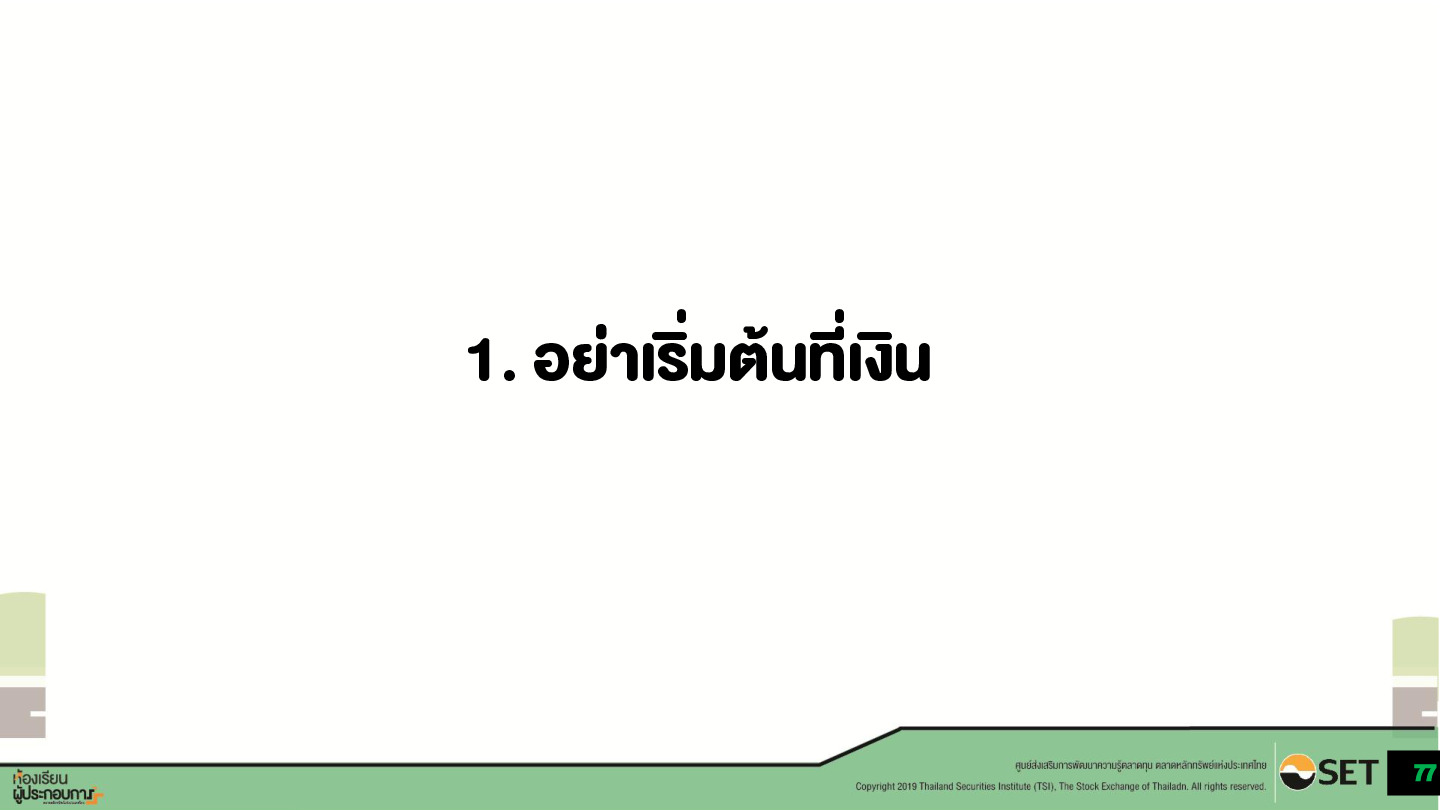 1. อย่าเริ่มต้นที่เงิน
ศูนย์ส่งเสริมการพัฒนาความรู้ตลาดทุน ตลาดหลักทรัพย์แห่งประเทศไทย
Copyright 2019 Thailand Securities Institute (TSI), The Stock Exchange of Thailadn. All rights reserved.
SET
77
ห้องเรียน
ผู้ประกอบการ